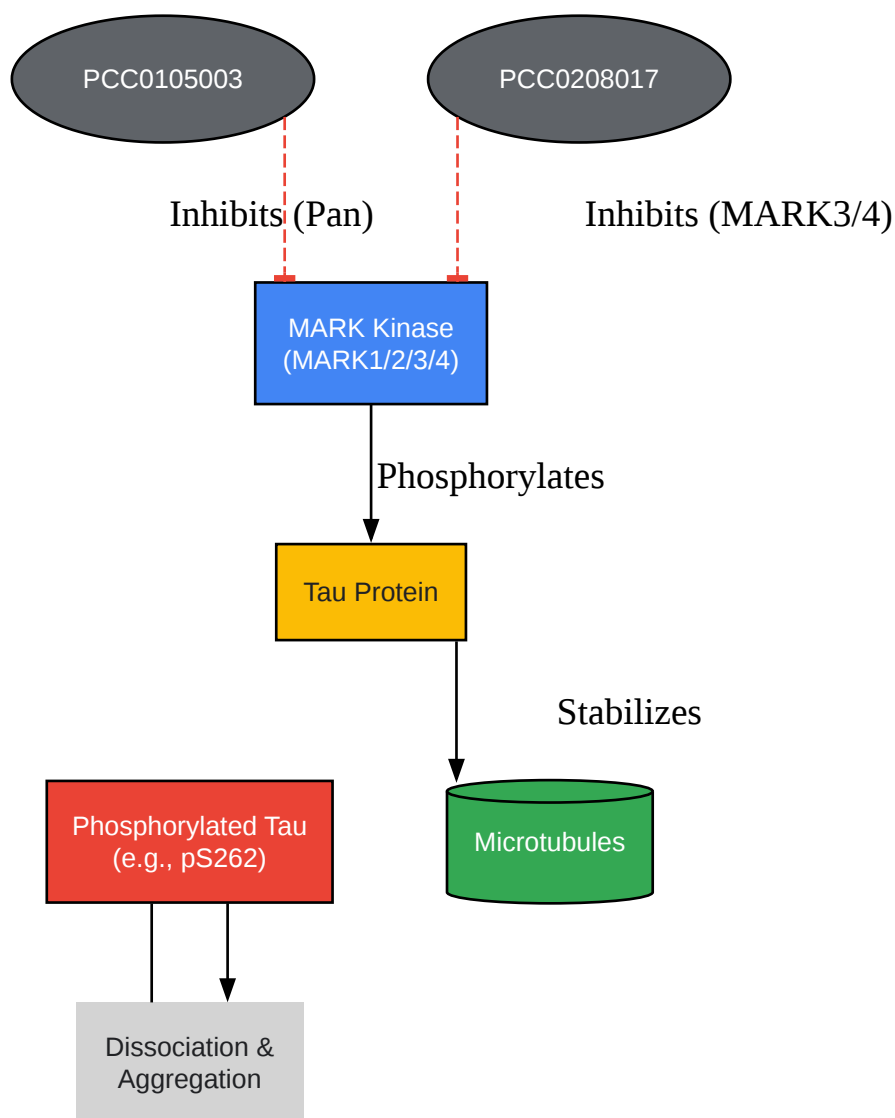 PCC0105003
PCC0208017
Inhibits (Pan)
Inhibits (MARK3/4)
MARK Kinase
(MARK1/2/3/4)
Phosphorylates
Tau Protein
Stabilizes
Phosphorylated Tau
(e.g., pS262)
Microtubules
Dissociation &
Aggregation